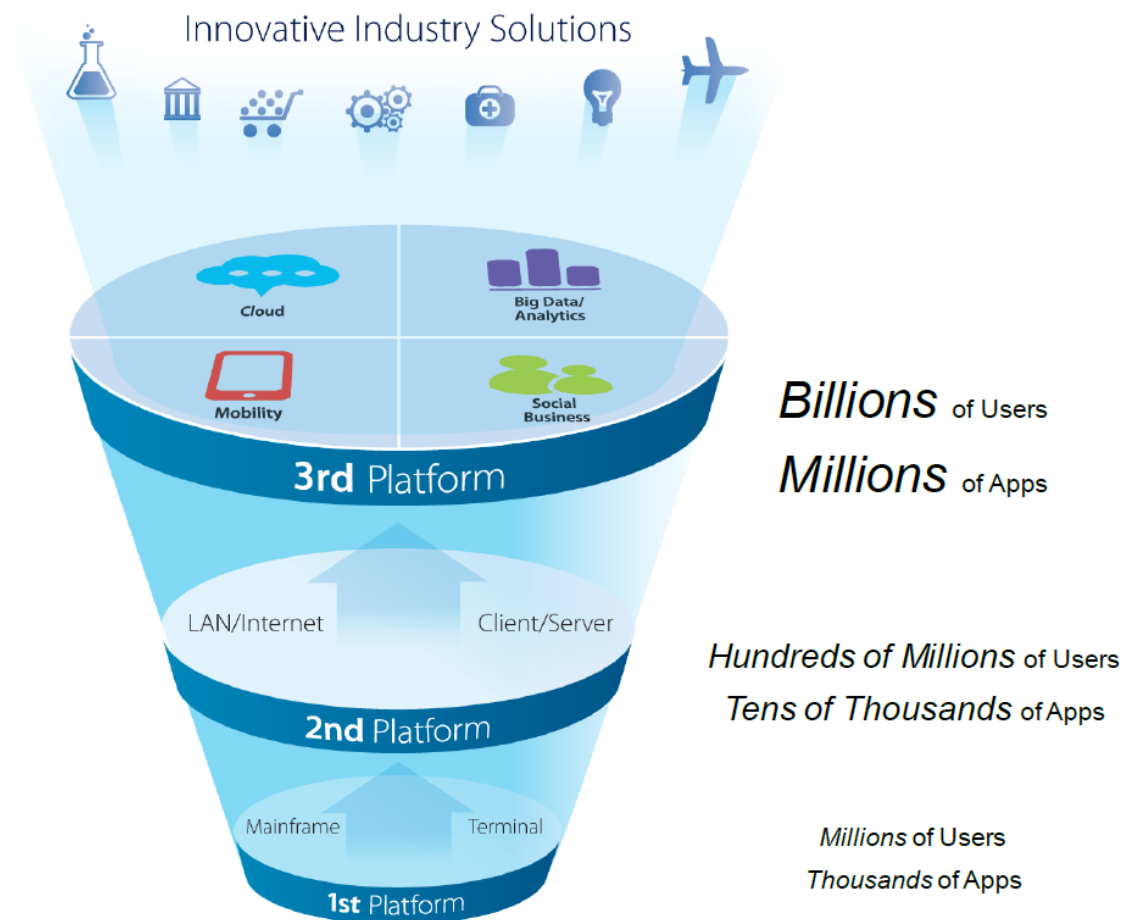 Innovative Industry Solutions
Cloud
Big Data/
Analytics
Mobility
Social
Business
3rd Platform
Billions of Users
Millions of Apps
LAN/Internet
Client/Server
2nd Platform
Hundreds of Millions of Users
Tens of Thousands of Apps
Mainframe
Terminal
1st Platform
Millions of Users
Thousands of Apps